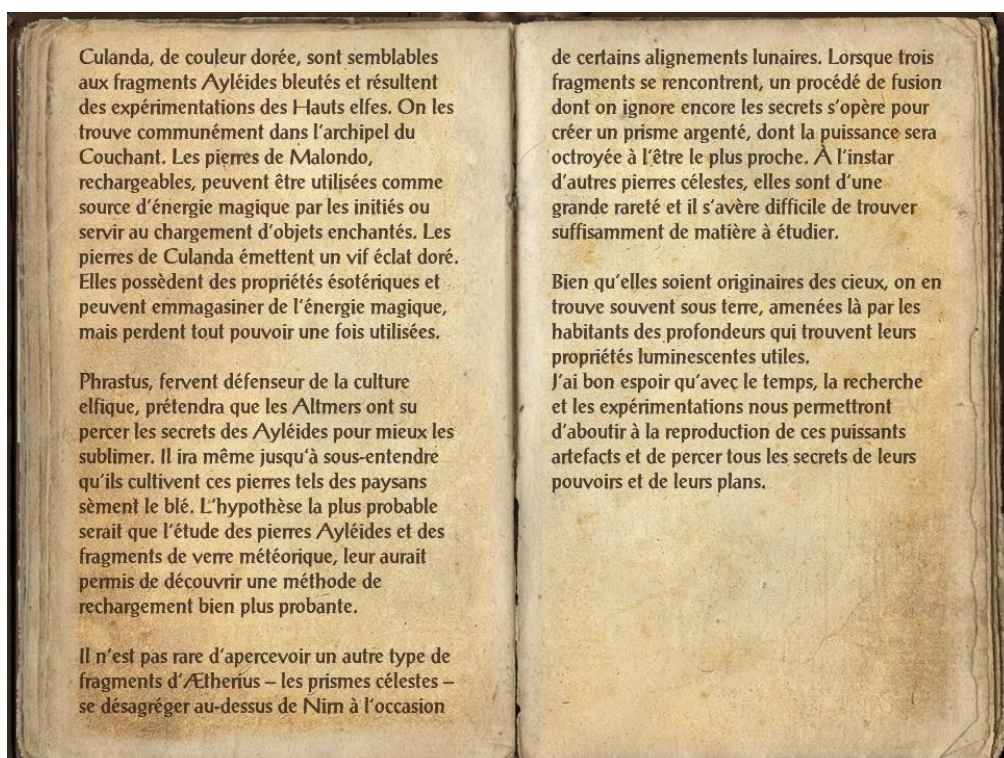 Culanda, de couleur dorée, sont semblables
aux fragments Ayléides bleutés et résultent
des expérimentations des Hauts elfes. On les
trouve communément dans l'archipel du
Couchant. Les pierres de Malondo,
rechargeables, peuvent être utilisées comme
source d'énergie magique par les initiés ou
servir au chargement d'objets enchantés. Les
pierres de Culanda émettent un vif éclat doré.
Elles possèdent des propriétés ésotériques et
peuvent emmagasiner de l'énergie magique,
mais perdent tout pouvoir une fois utilisées.

Phrastus, fervent défenseur de la culture
elfique, prétendra que les Altmers ont su
percer les secrets des Ayléides pour mieux les
sublimer. Il ira même jusqu'à sous-entendre
qu'ils cultivent ces pierres tels des paysans
sèment le blé. L'hypothèse la plus probable
serait que l'étude des pierres Ayléides et des
fragments de verre météorique, leur aurait
permis de découvrir une méthode de
rechargement bien plus probante.

Il n'est pas rare d'apercevoir un autre type de
fragments d'Ætherius – les prismes célestes –
se désagréger au-dessus de Nirn à l'occasion
de certains alignements lunaires. Lorsque trois
fragments se rencontrent, un procédé de fusion
dont on ignore encore les secrets s'opère pour
créer un prisme argenté, dont la puissance sera
octroyée à l'être le plus proche. À l'instar
d'autres pierres célestes, elles sont d'une
grande rareté et il s'avère difficile de trouver
suffisamment de matière à étudier.

Bien qu'elles soient originaires des cieux, on en
trouve souvent sous terre, amenées là par les
habitants des profondeurs qui trouvent leurs
propriétés luminescentes utiles.
J'ai bon espoir qu'avec le temps, la recherche
et les expérimentations nous permettront
d'aboutir à la reproduction de ces puissants
artefacts et de percer tous les secrets de leurs
pouvoirs et de leurs plans.